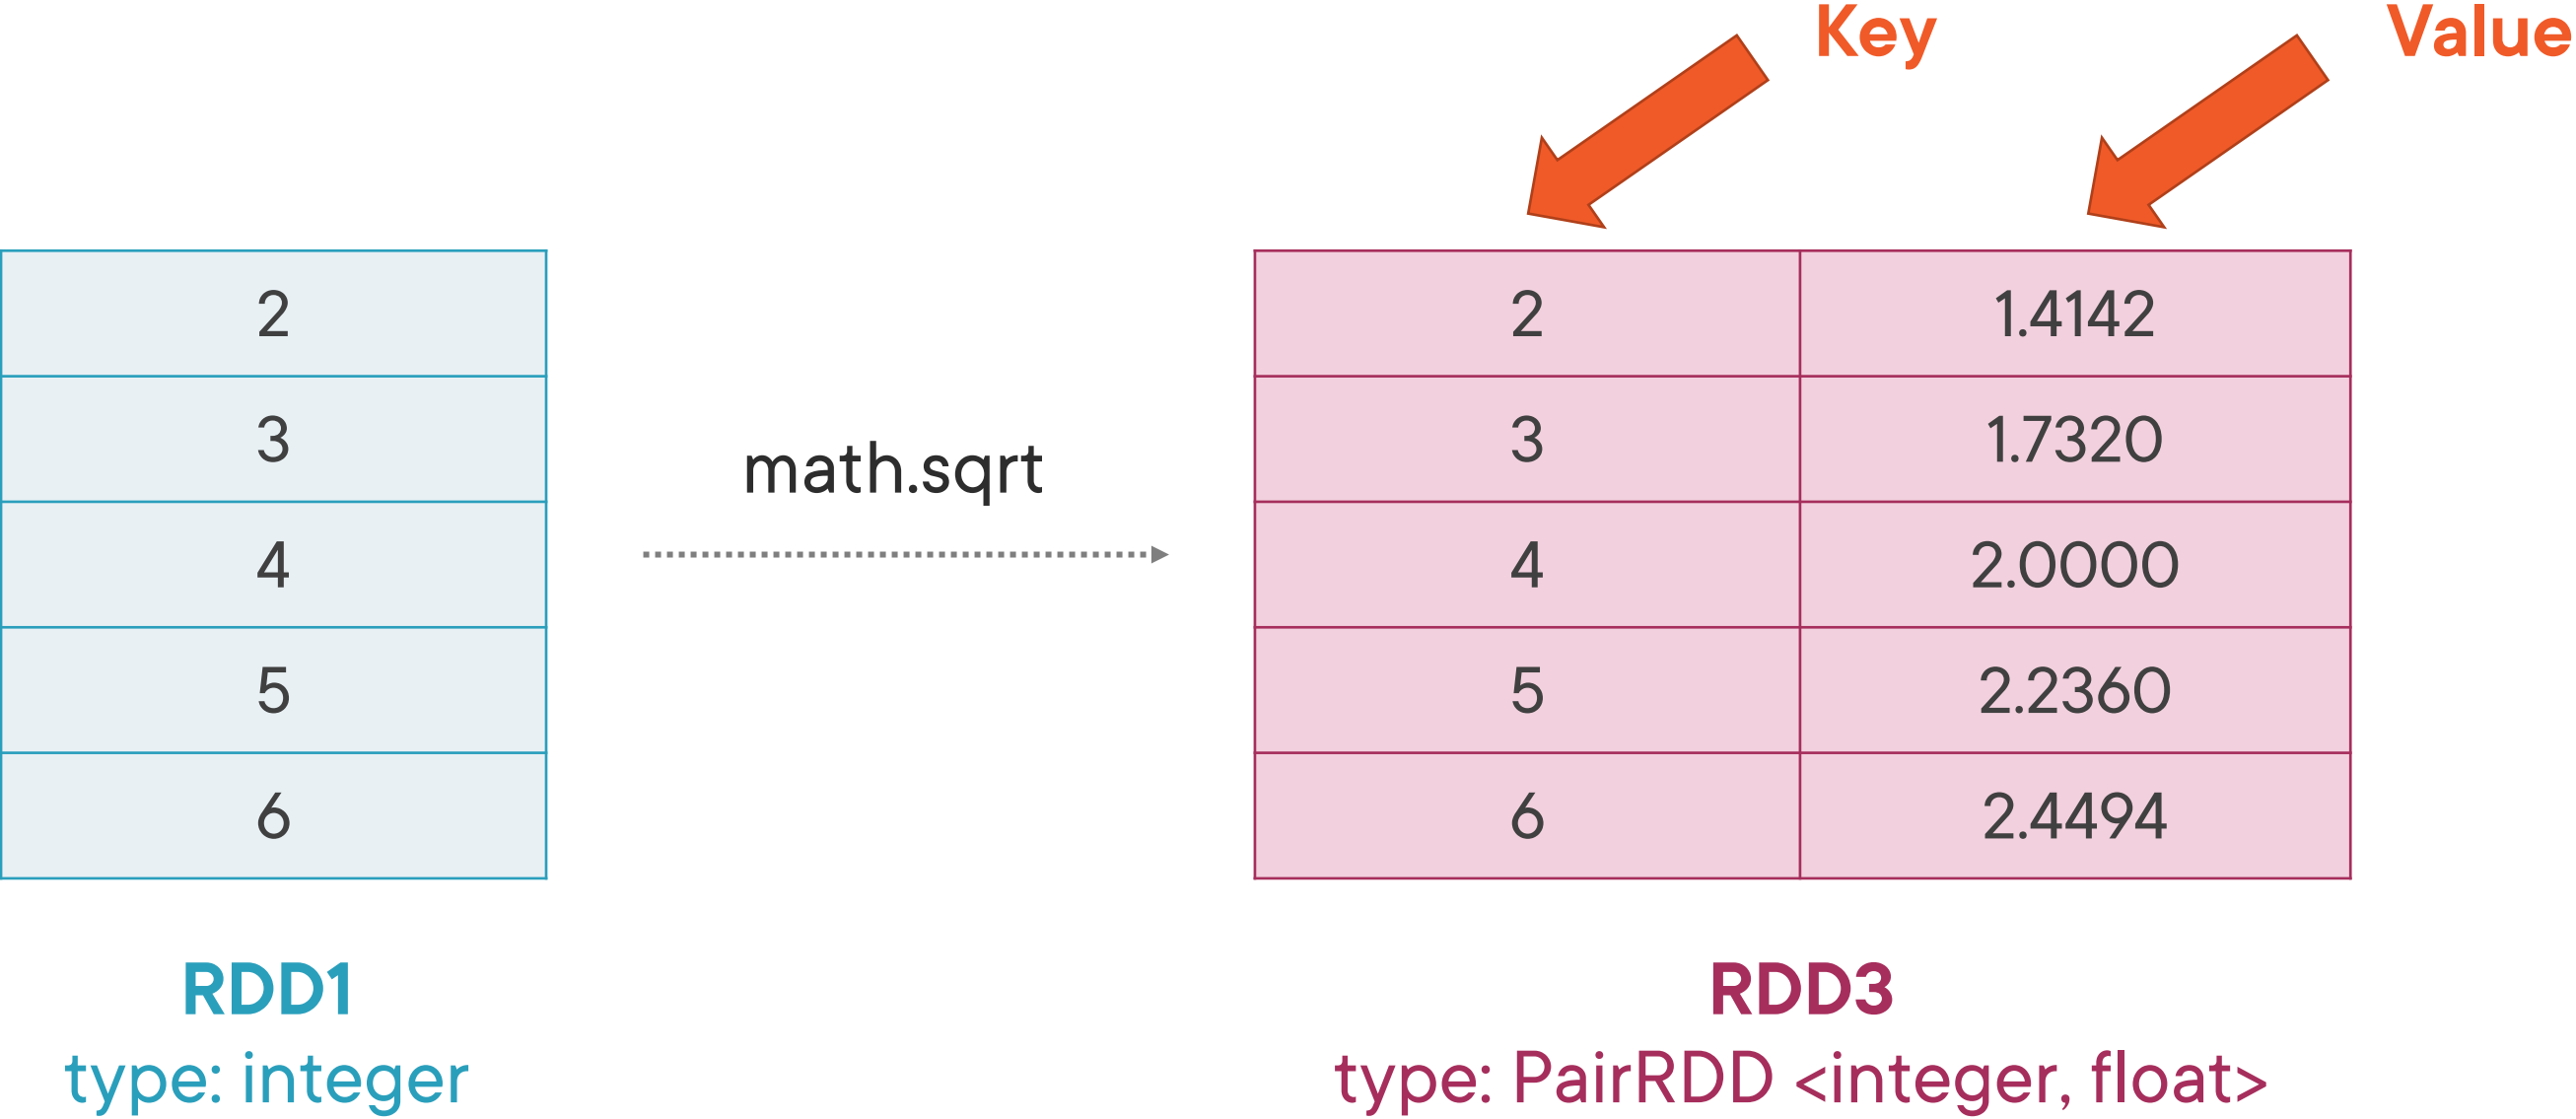 Key Value
2
3
4
5
6
math.sqrt
2 1.4142
3 1.7320
4 2.0000
5 2.2360
6 2.4494
RDD1
type: integer
RDD3
type: PairRDD <integer, float>